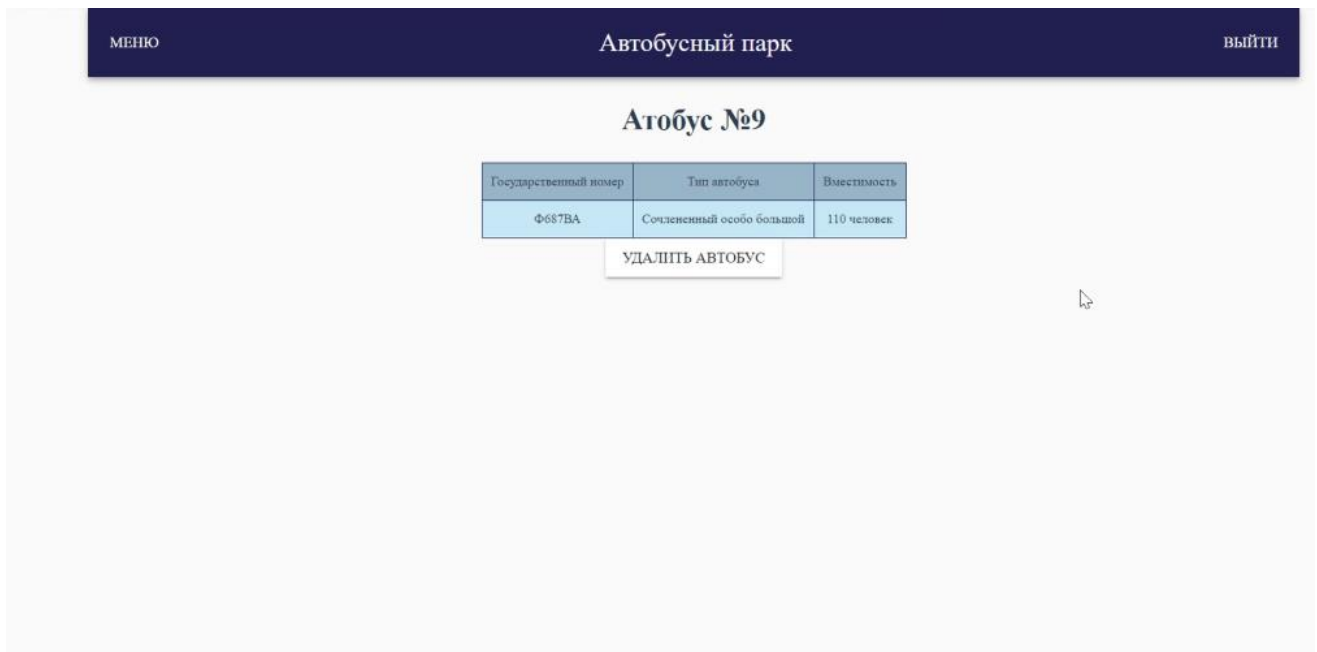 МЕНЮ Автобусный парк ВЫЙТИ
Атобус №9
Государственный номер Тип автобуса Вместимость
Ф687ВА Сочлененный особо большой 110 человек
УДАЛИТЬ АВТОБУС